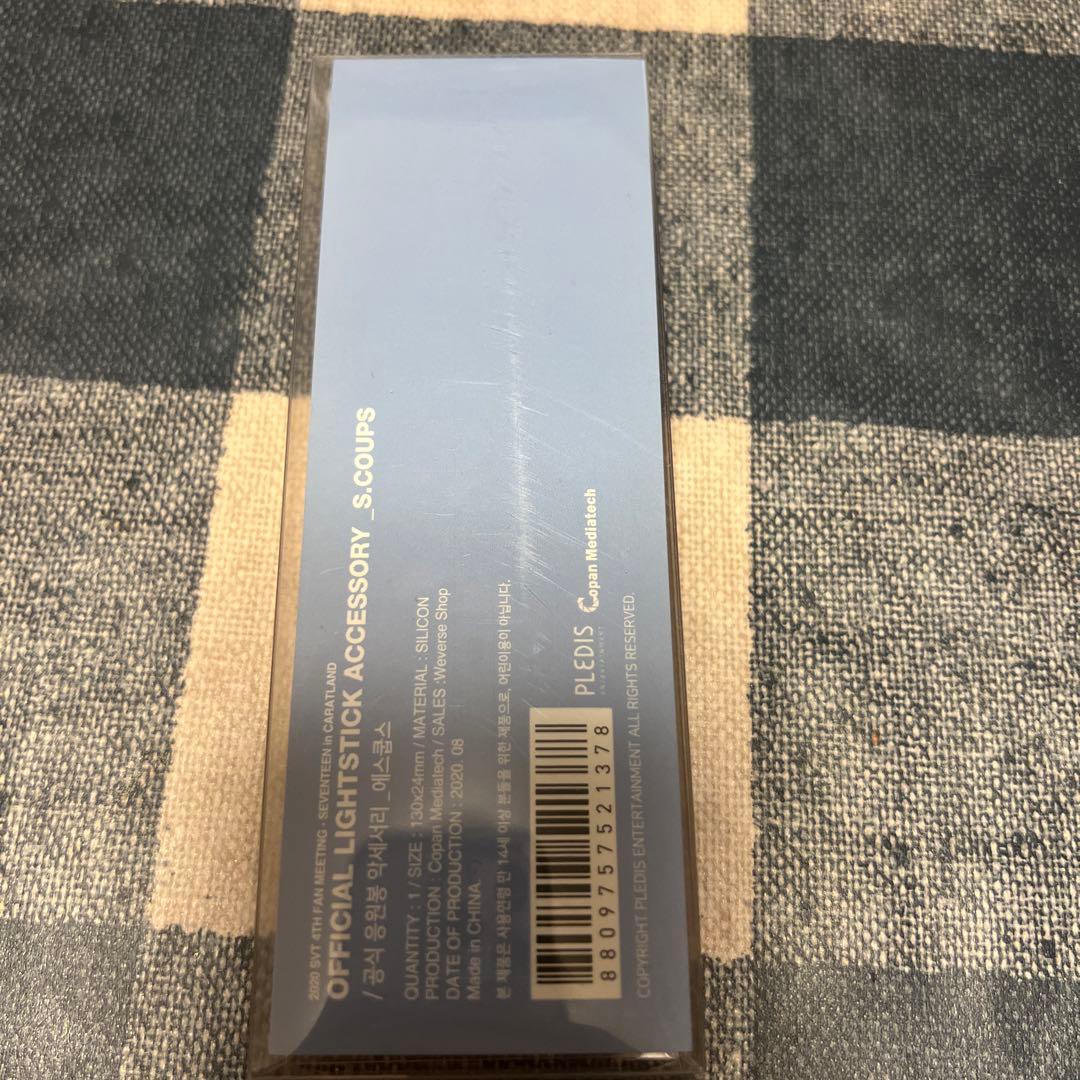 2020 SVT 4TH FAN MEETING - SEVENTEEN in CARATLAND
OFFICIAL LIGHTSTICK ACCESSORY _S.COUPS
/ 공식 응원봉 악세서리_에스쿱스
QUANTITY : 1 / SIZE : 130x24mm / MATERIAL : SILICON
PRODUCTION : Copan Mediatech / SALES :Weverse Shop
DATE OF PRODUCTION : 2020. 08
Made in CHINA.
본 제품은 사용연령 만 14세 이상 분들을 위한 제품으로, 어린이용이 아닙니다.
PLEDIS
ENTERTAINMENT
Copan Mediatech
8809757521378
COPYRIGHT PLEDIS ENTERTAINMENT ALL RIGHTS RESERVED.